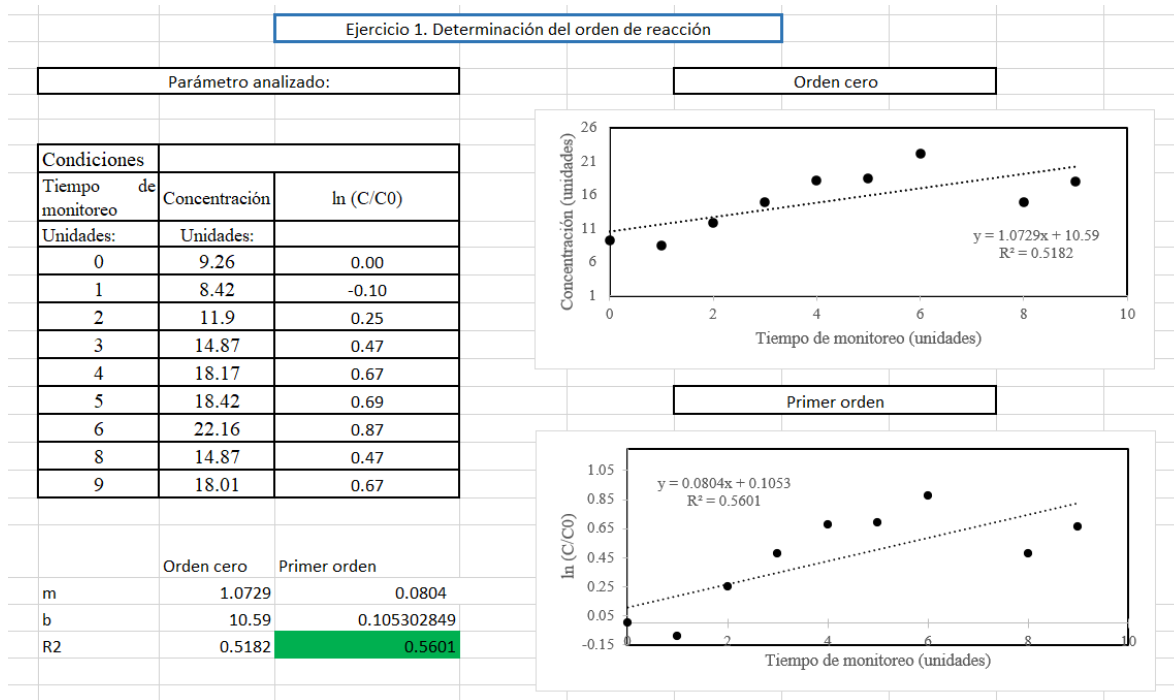 Ejercicio 1. Determinación del orden de reacción
Parámetro analizado:
Condiciones
Tiempo de monitoreo Concentración ln (C/C0)
Unidades: Unidades:
0 9.26 0.00
1 8.42 -0.10
2 11.9 0.25
3 14.87 0.47
4 18.17 0.67
5 18.42 0.69
6 22.16 0.87
8 14.87 0.47
9 18.01 0.67
Orden cero Primer orden
m 1.0729 0.0804
b 10.59 0.105302849
R2 0.5182 0.5601
Orden cero
Concentración (unidades)
26
21
16
11
6
1
y = 1.0729x + 10.59
R² = 0.5182
0 2 4 6 8 10
Tiempo de monitoreo (unidades)
Primer orden
ln (C/C0)
1.05
0.85
0.65
0.45
0.25
0.05
-0.15
y = 0.0804x + 0.1053
R² = 0.5601
0 2 4 6 8 10
Tiempo de monitoreo (unidades)